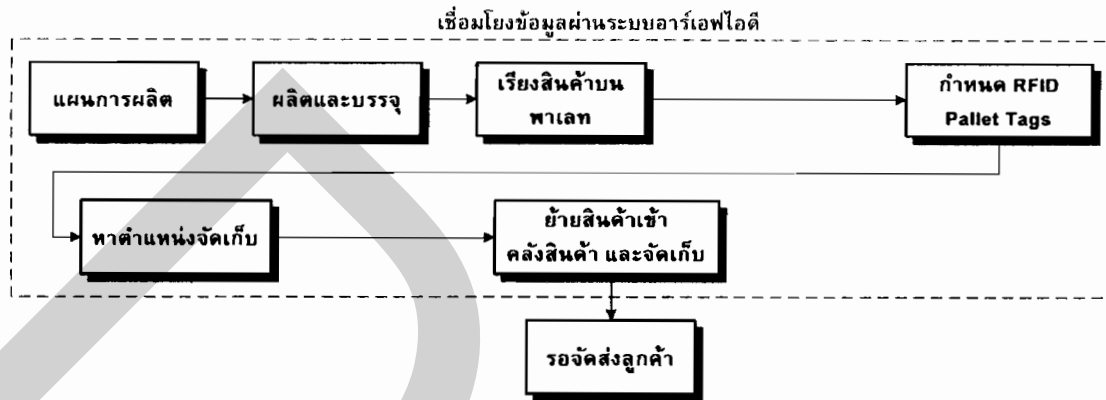 เชื่อมโยงข้อมูลผ่านระบบอาร์เอฟไอดี
แผนการผลิต
ผลิตและบรรจุ
เรียงสินค้าบน
พาเลท
กำหนด RFID
Pallet Tags
หาตำแหน่งจัดเก็บ
ย้ายสินค้าเข้า
คลังสินค้า และจัดเก็บ
รอจัดส่งลูกค้า